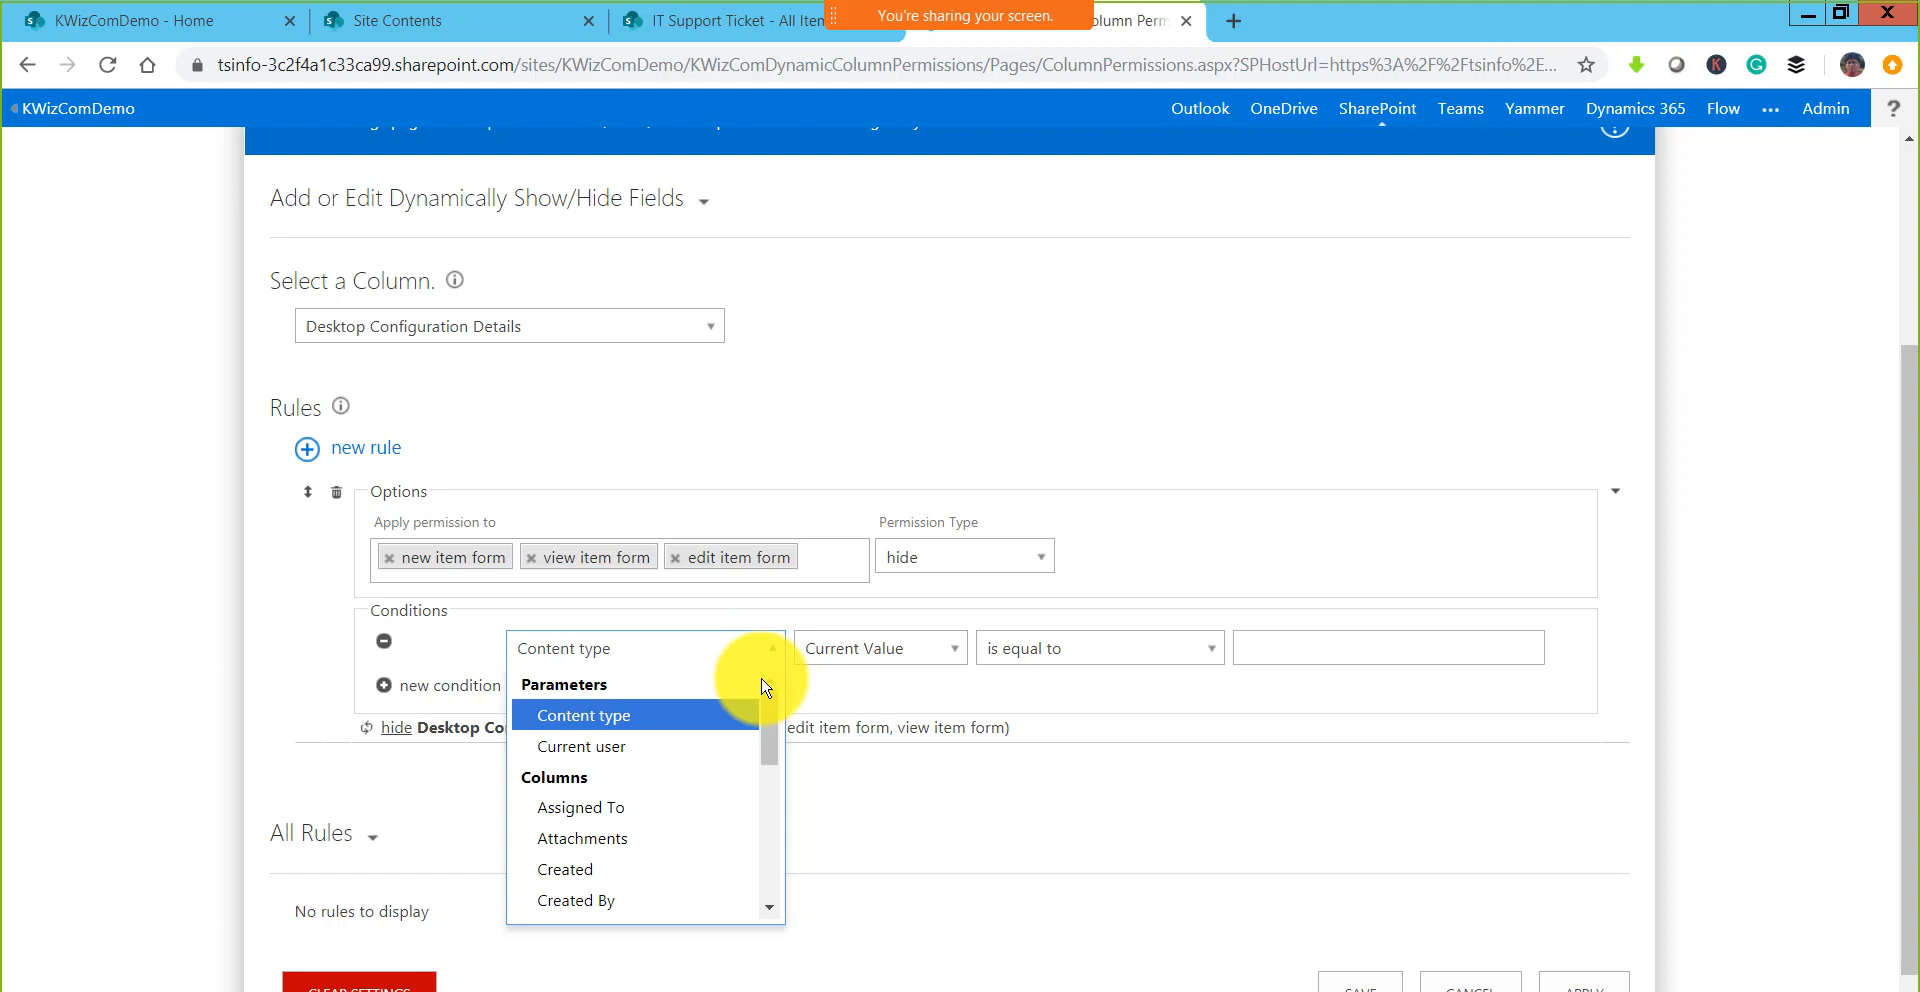 KWizComDemo - Home
Site Contents
IT Support Ticket - All Iten
You're sharing your screen.
olumn Perm
tsinfo-3c2f4a1c33ca99.sharepoint.com/sites/KWizComDemo/KWizComDynamicColumnPermissions/Pages/ColumnPermissions.aspx?SPHostUrl=https%3A%2F%2Ftsinfo%2E...
KWizComDemo
Outlook OneDrive SharePoint Teams Yammer Dynamics 365 Flow ... Admin ?
Add or Edit Dynamically Show/Hide Fields
Select a Column.
Desktop Configuration Details
Rules
new rule
Options
Apply permission to
Permission Type
new item form
view item form
edit item form
hide
Conditions
Content type
Current Value
is equal to
Parameters
new condition
Content type
hide Desktop Co
edit item form, view item form)
Current user
Columns
Assigned To
All Rules
Attachments
Created
Created By
No rules to display
CLEAR SETTINGS
SAVE
CANCEL
APPLY